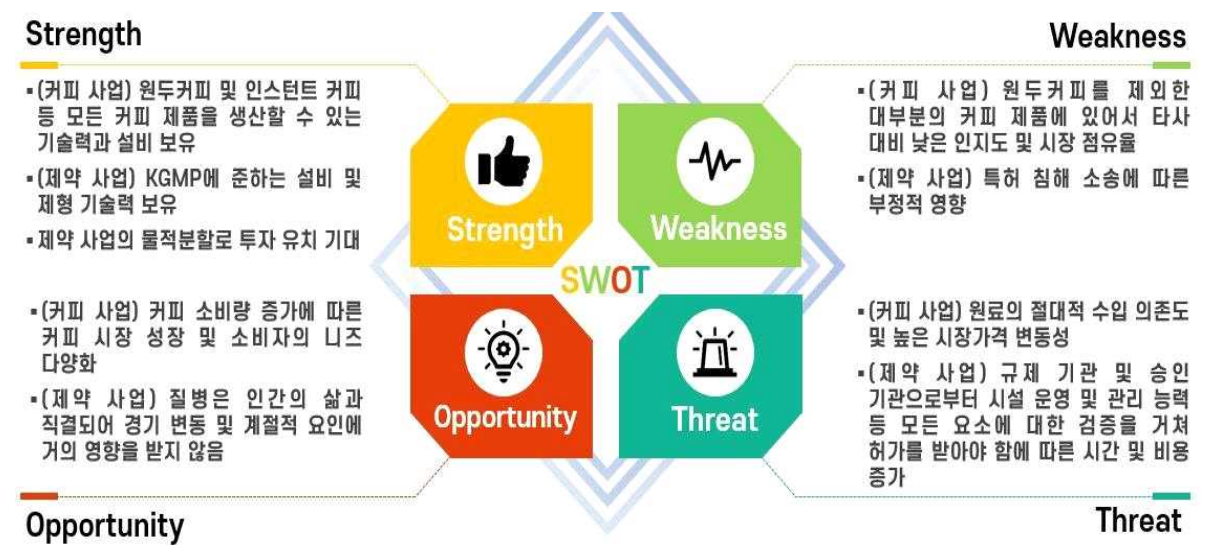 Strength
▪(커피 사업) 원두커피 및 인스턴트 커피
등 모든 커피 제품을 생산할 수 있는
기술력과 설비 보유
▪(제약 사업) KGMP에 준하는 설비 및
제형 기술력 보유
▪제약 사업의 물적분할로 투자 유치 기대
Weakness
▪(커피 사업) 원두커피를 제외한
대부분의 커피 제품에 있어서 타사
대비 낮은 인지도 및 시장 점유율
▪(제약 사업) 특허 침해 소송에 따른
부정적 영향
Strength
Weakness
SWOT
Opportunity
Threat
▪(커피 사업) 커피 소비량 증가에 따른
커피 시장 성장 및 소비자의 니즈
다양화
▪(제약 사업) 질병은 인간의 삶과
직결되어 경기 변동 및 계절적 요인에
거의 영향을 받지 않음
Opportunity
▪(커피 사업) 원료의 절대적 수입 의존도
및 높은 시장가격 변동성
▪(제약 사업) 규제 기관 및 승인
기관으로부터 시설 운영 및 관리 능력
등 모든 요소에 대한 검증을 거쳐
허가를 받아야 함에 따른 시간 및 비용
증가
Threat